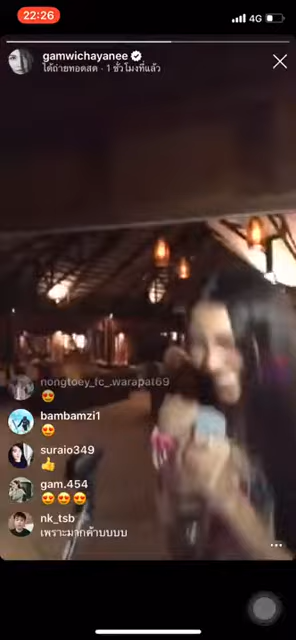 22:26
4G
gamwichayanee
ได้ถ่ายทอดสด · 1 ชั่วโมงที่แล้ว
nongtoey_fc_.warapat69
😍
bambamzi1
😍
suraio349
👍
gam.454
😍😍😍
nk_tsb
เพราะมากค้าบบบบ